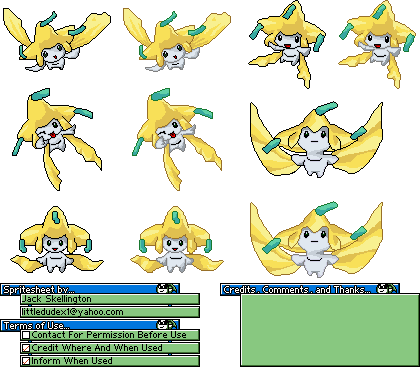 Spritesheet by...
Jack Skellington
littledudex1@yahoo.com
Terms of Use...
Contact For Permission Before Use
Credit Where And When Used
Inform When Used
Credits, Comments, and Thanks...